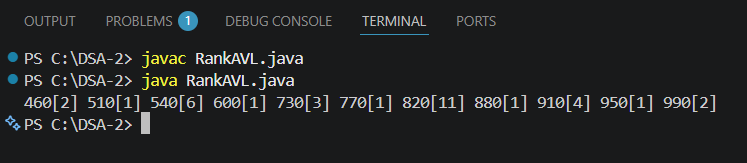 OUTPUT PROBLEMS 1 DEBUG CONSOLE TERMINAL PORTS
PS C:\DSA-2> javac RankAVL.java
PS C:\DSA-2> java RankAVL.java
460[2] 510[1] 540[6] 600[1] 730[3] 770[1] 820[11] 880[1] 910[4] 950[1] 990[2]
PS C:\DSA-2>